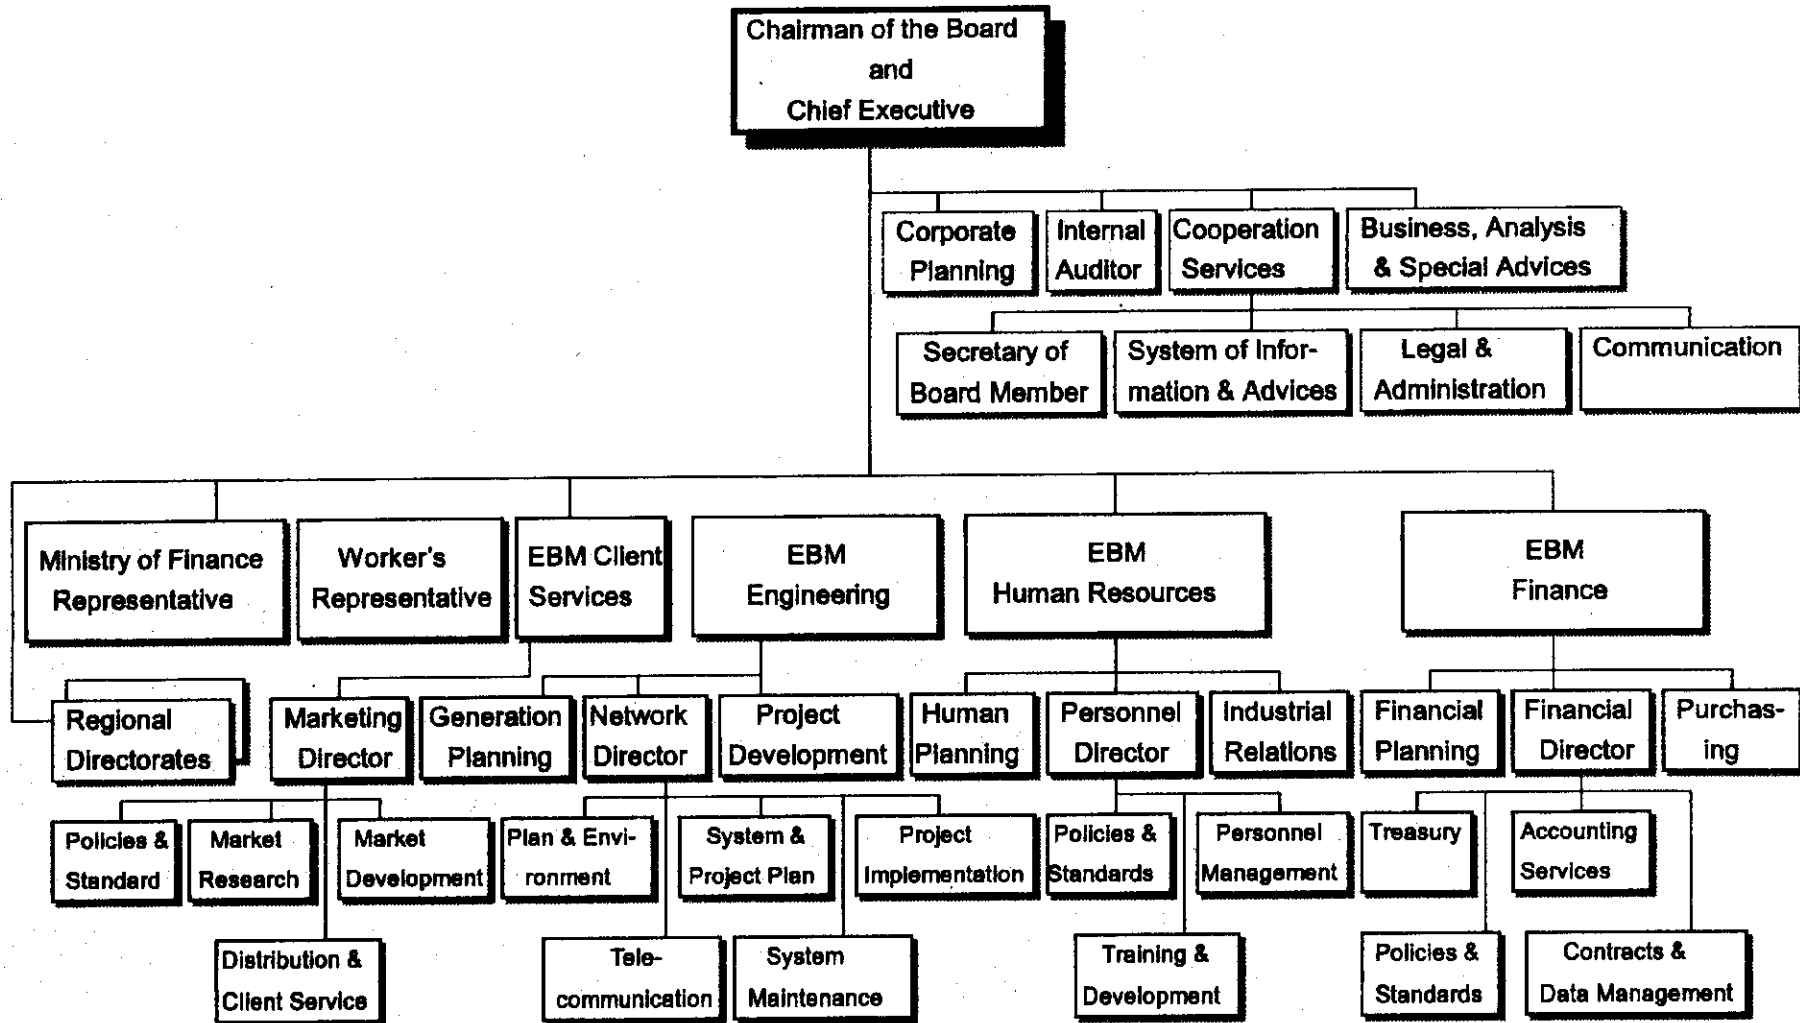 Chairman of the Board
and
Chief Executive
Corporate
Planning
Internal
Auditor
Cooperation
Services
Business, Analysis
& Special Advices
Secretary of
Board Member
System of Infor-
mation & Advices
Legal &
Administration
Communication
Ministry of Finance
Representative
Worker's
Representative
EBM Client
Services
EBM
Engineering
EBM
Human Resources
EBM
Finance
Regional
Directorates
Marketing
Director
Generation
Planning
Network
Director
Project
Development
Human
Planning
Personnel
Director
Industrial
Relations
Financial
Planning
Financial
Director
Purchas-
ing
Policies &
Standard
Market
Research
Market
Development
Plan & Envi-
ronment
System &
Project Plan
Project
Implementation
Policies &
Standards
Personnel
Management
Treasury
Accounting
Services
Distribution &
Client Service
Tele-
communication
System
Maintenance
Training &
Development
Policies &
Standards
Contracts &
Data Management